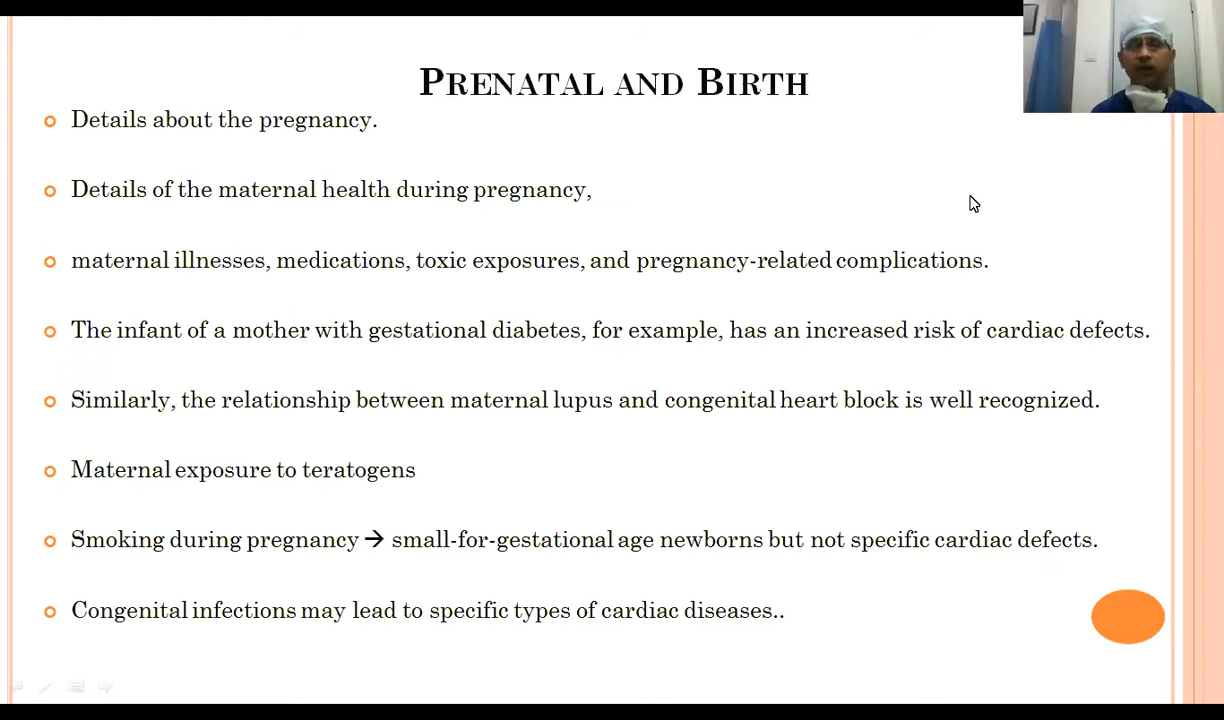 PRENATAL AND BIRTH
Details about the pregnancy.
Details of the maternal health during pregnancy,
maternal illnesses, medications, toxic exposures, and pregnancy-related complications.
The infant of a mother with gestational diabetes, for example, has an increased risk of cardiac defects.
Similarly, the relationship between maternal lupus and congenital heart block is well recognized.
Maternal exposure to teratogens
Smoking during pregnancy → small-for-gestational age newborns but not specific cardiac defects.
Congenital infections may lead to specific types of cardiac diseases..